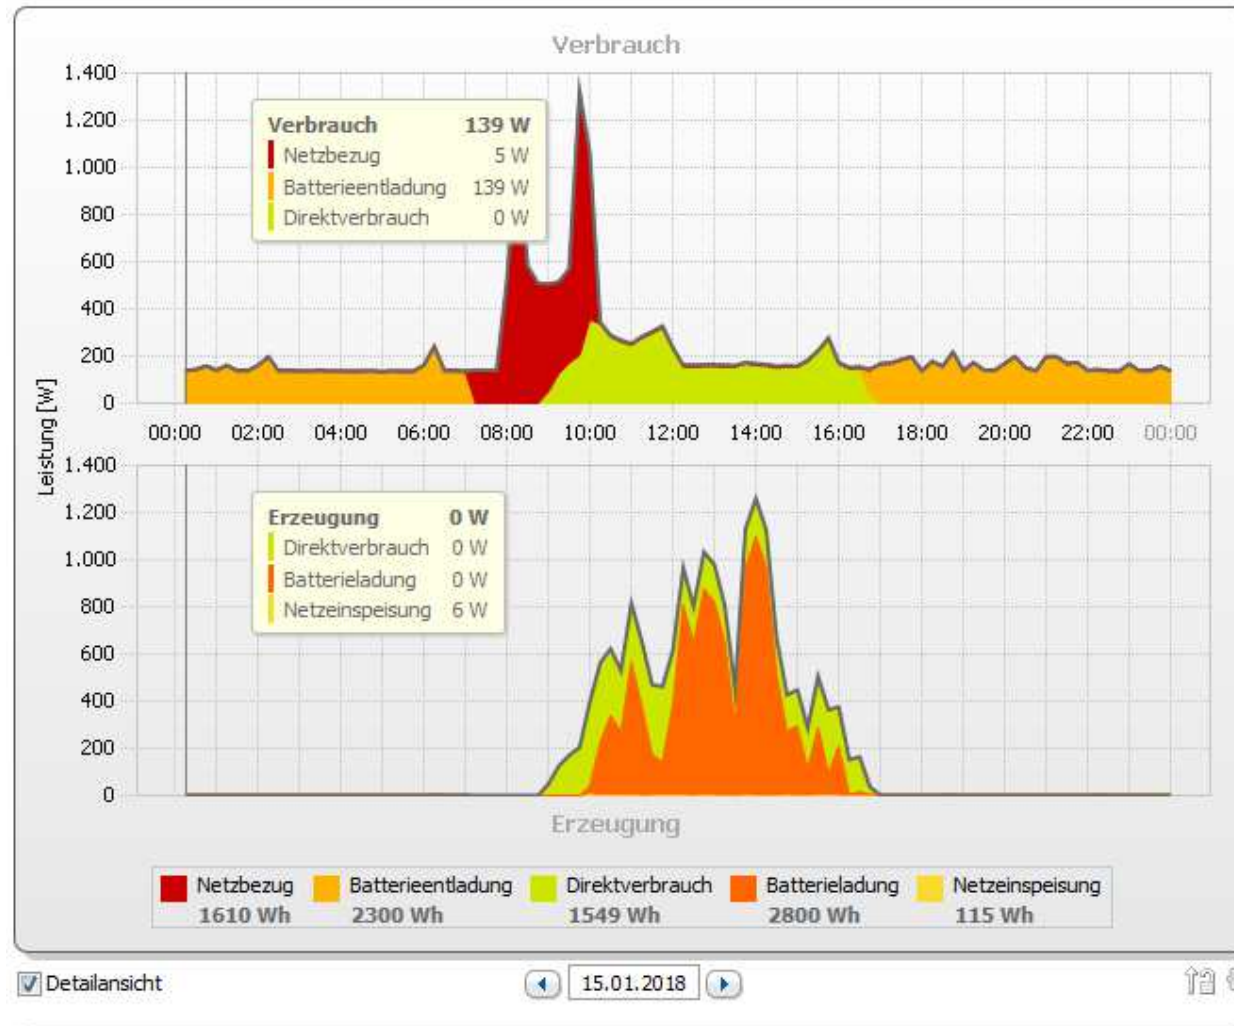 Verbrauch
1.400
1.200
1.000
800
600
400
200
0
Verbrauch 139 W
Netzbezug 5 W
Batterieentladung 139 W
Direktverbrauch 0 W
Leistung [W]
00:00 02:00 04:00 06:00 08:00 10:00 12:00 14:00 16:00 18:00 20:00 22:00 00:00
1.400
1.200
1.000
800
600
400
200
0
Erzeugung 0 W
Direktverbrauch 0 W
Batterieladung 0 W
Netzeinspeisung 6 W
Erzeugung
Netzbezug Batterieentladung Direktverbrauch Batterieladung Netzeinspeisung
1610 Wh 2300 Wh 1549 Wh 2800 Wh 115 Wh
Detailansicht 15.01.2018